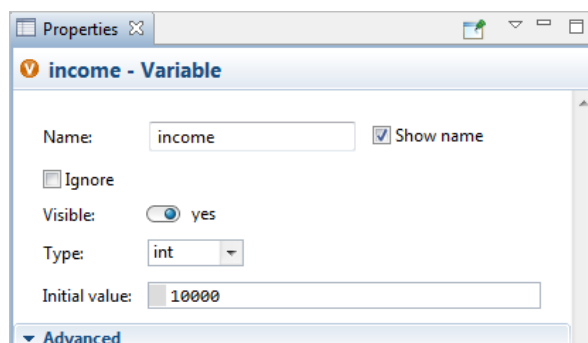 Properties
income - Variable
Name: income Show name
Ignore
Visible: yes
Type: int
Initial value: 10000
Advanced